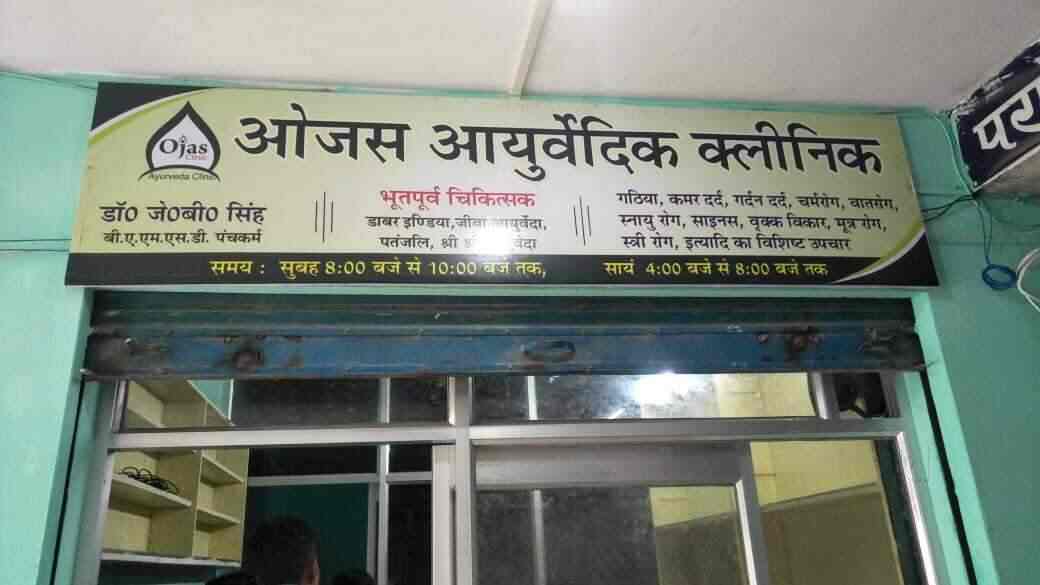 Ojas
Clinic
Ayurveda Clinic
ओजस आयुर्वेदिक क्लीनिक
डॉ० जे०बी० सिंह
बी.ए.एम.एस.डी. पंचकर्म
भूतपूर्व चिकित्सक
डाबर इण्डिया,जीवा आयुर्वेदा,
पतंजलि, श्री
गठिया, कमर दर्द, गर्दन दर्द, चर्मरोग, वातरोग,
स्नायु रोग, साइनस, वृक्क विकार, मूत्र रोग,
स्त्री रोग, इत्यादि का विशिष्ट उपचार
समय : सुबह 8:00 बजे से 10:00 बजे तक, सायं 4:00 बजे से 8:00 बजे तक